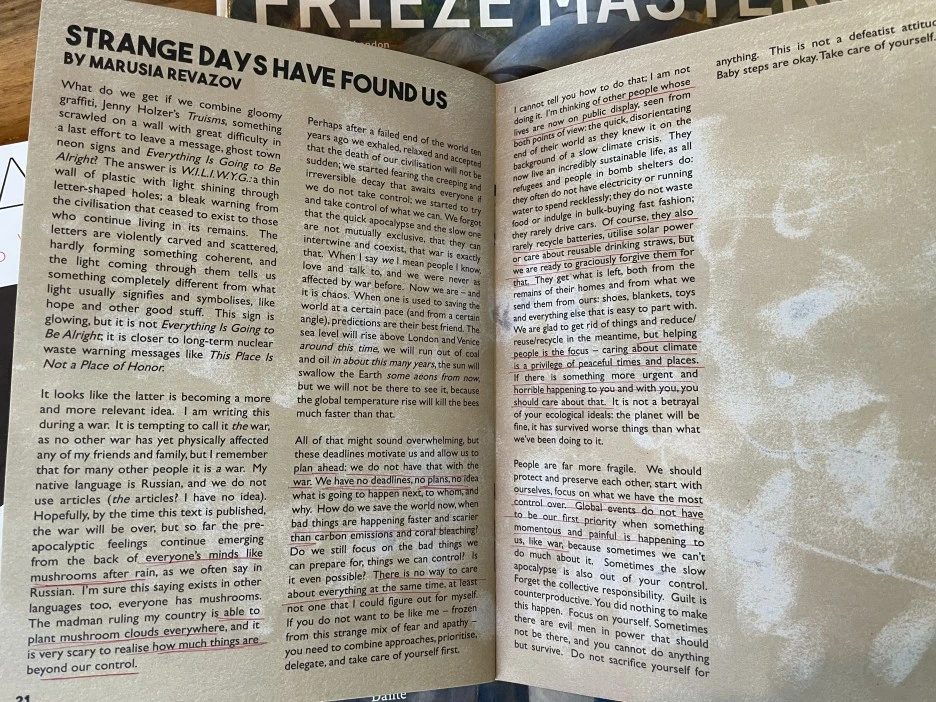 FRIEZE MASTER
STRANGE DAYS HAVE FOUND US
BY MARUSIA REVAZOV
What do we get if we combine gloomy
graffiti, Jenny Holzer's Truisms, something
scrawled on a wall with great difficulty in
a last effort to leave a message, ghost town
neon signs and Everything Is Going to Be
Alright? The answer is W.I.L.I.W.Y.G.: a thin
wall of plastic with light shining through
letter-shaped holes; a bleak warning from
the civilisation that ceased to exist to those
who continue living in its remains. The
letters are violently carved and scattered,
hardly forming something coherent, and
the light coming through them tells us
something completely different from what
light usually signifies and symbolises, like
hope and other good stuff. This sign is
glowing, but it is not Everything Is Going to
Be Alright; it is closer to long-term nuclear
waste warning messages like This Place Is
Not a Place of Honor.
It looks like the latter is becoming a more
and more relevant idea. I am writing this
during a war. It is tempting to call it the war,
as no other war has yet physically affected
any of my friends and family, but I remember
that for many other people it is a war. My
native language is Russian, and we do not
use articles (the articles? I have no idea).
Hopefully, by the time this text is published,
the war will be over, but so far the pre-
apocalyptic feelings continue emerging
from the back of everyone's minds like
mushrooms after rain, as we often say in
Russian. I'm sure this saying exists in other
languages too, everyone has mushrooms.
The madman ruling my country is able to
plant mushroom clouds everywhere, and it
is very scary to realise how much things are
beyond our control.
21
Perhaps after a failed end of the world ten
years ago we exhaled, relaxed and accepted
that the death of our civilisation will not be
sudden; we started fearing the creeping and
irreversible decay that awaits everyone if
we do not take control; we started to try
and take control of what we can. We forgot
that the quick apocalypse and the slow one
are not mutually exclusive, that they can
intertwine and coexist, that war is exactly
that. When I say we I mean people I know,
love and talk to, and we were never as
affected by war before. Now we are – and
it is chaos. When one is used to saving the
world at a certain pace (and from a certain
angle), predictions are their best friend. The
sea level will rise above London and Venice
around this time, we will run out of coal
and oil in about this many years, the sun will
swallow the Earth some aeons from now,
but we will not be there to see it, because
the global temperature rise will kill the bees
much faster than that.
All of that might sound overwhelming, but
these deadlines motivate us and allow us to
plan ahead; we do not have that with the
war. We have no deadlines, no plans, no idea
what is going to happen next, to whom, and
why. How do we save the world now, when
bad things are happening faster and scarier
than carbon emissions and coral bleaching?
Do we still focus on the bad things we
can prepare for, things we can control? Is
it even possible? There is no way to care
about everything at the same time, at least
not one that I could figure out for myself.
If you do not want to be like me – frozen
from this strange mix of fear and apathy –
you need to combine approaches, prioritise,
delegate, and take care of yourself first.
I cannot tell you how to do that; I am not
doing it. I'm thinking of other people whose
lives are now on public display, seen from
both points of view: the quick, disorientating
end of their world as they knew it on the
background of a slow climate crisis. They
now live an incredibly sustainable life, as all
refugees and people in bomb shelters do:
they often do not have electricity or running
water to spend recklessly; they do not waste
food or indulge in bulk-buying fast fashion;
they rarely drive cars. Of course, they also
rarely recycle batteries, utilise solar power
or care about reusable drinking straws, but
we are ready to graciously forgive them for
that. They get what is left, both from the
remains of their homes and from what we
send them from ours: shoes, blankets, toys
and everything else that is easy to part with.
We are glad to get rid of things and reduce/
reuse/recycle in the meantime, but helping
people is the focus – caring about climate
is a privilege of peaceful times and places.
If there is something more urgent and
horrible happening to you and with you, you
should care about that. It is not a betrayal
of your ecological ideals: the planet will be
fine, it has survived worse things than what
we've been doing to it.
People are far more fragile. We should
protect and preserve each other, start with
ourselves, focus on what we have the most
control over. Global events do not have
to be our first priority when something
momentous and painful is happening to
us, like war, because sometimes we can't
do much about it. Sometimes the slow
apocalypse is also out of your control.
Forget the collective responsibility. Guilt is
counterproductive. You did nothing to make
this happen. Focus on yourself. Sometimes
there are evil men in power that should
not be there, and you cannot do anything
but survive. Do not sacrifice yourself for
anything. This is not a defeatist attitud
Baby steps are okay. Take care of yourself.
Dante